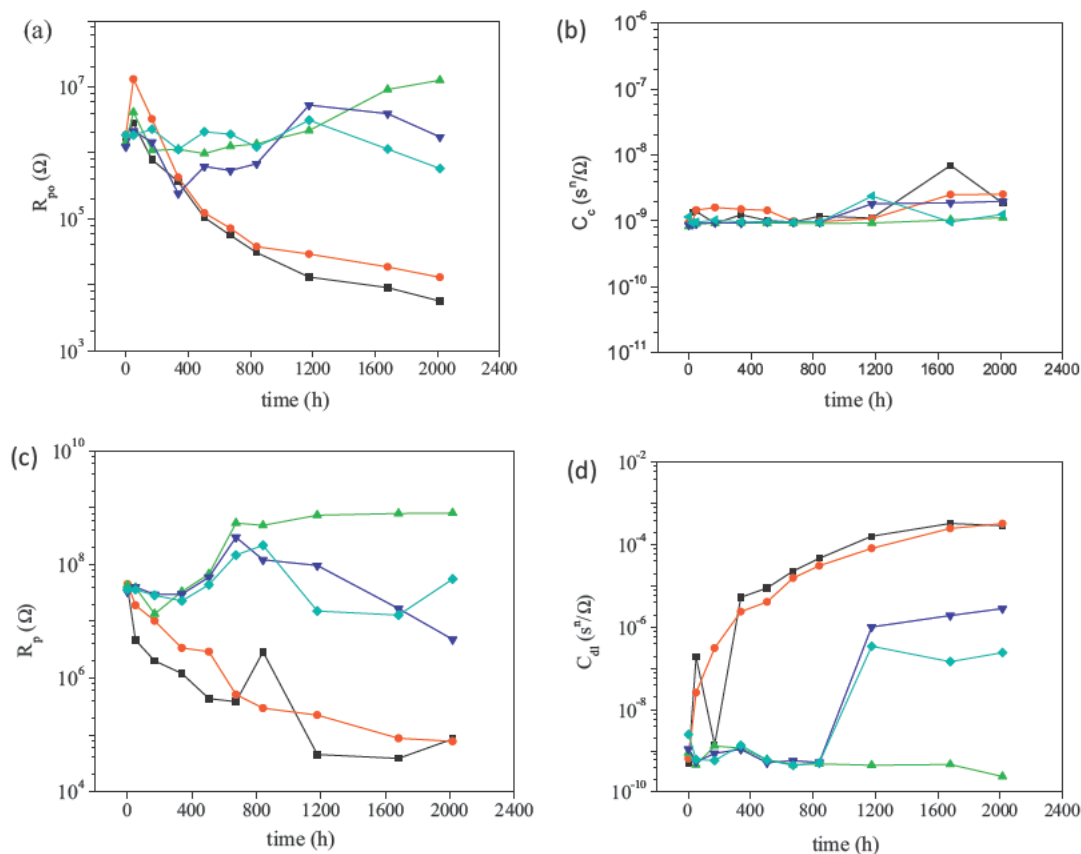 (a)
10^7
10^5
10^3
R_po (Ω)
0 400 800 1200 1600 2000 2400
time (h)
(b)
10^-6
10^-7
10^-8
10^-9
10^-10
10^-11
C_c (s^n/Ω)
0 400 800 1200 1600 2000 2400
time (h)
(c)
10^10
10^8
10^6
10^4
R_p (Ω)
0 400 800 1200 1600 2000 2400
time (h)
(d)
10^-2
10^-4
10^-6
10^-8
10^-10
C_dl (s^n/Ω)
0 400 800 1200 1600 2000 2400
time (h)